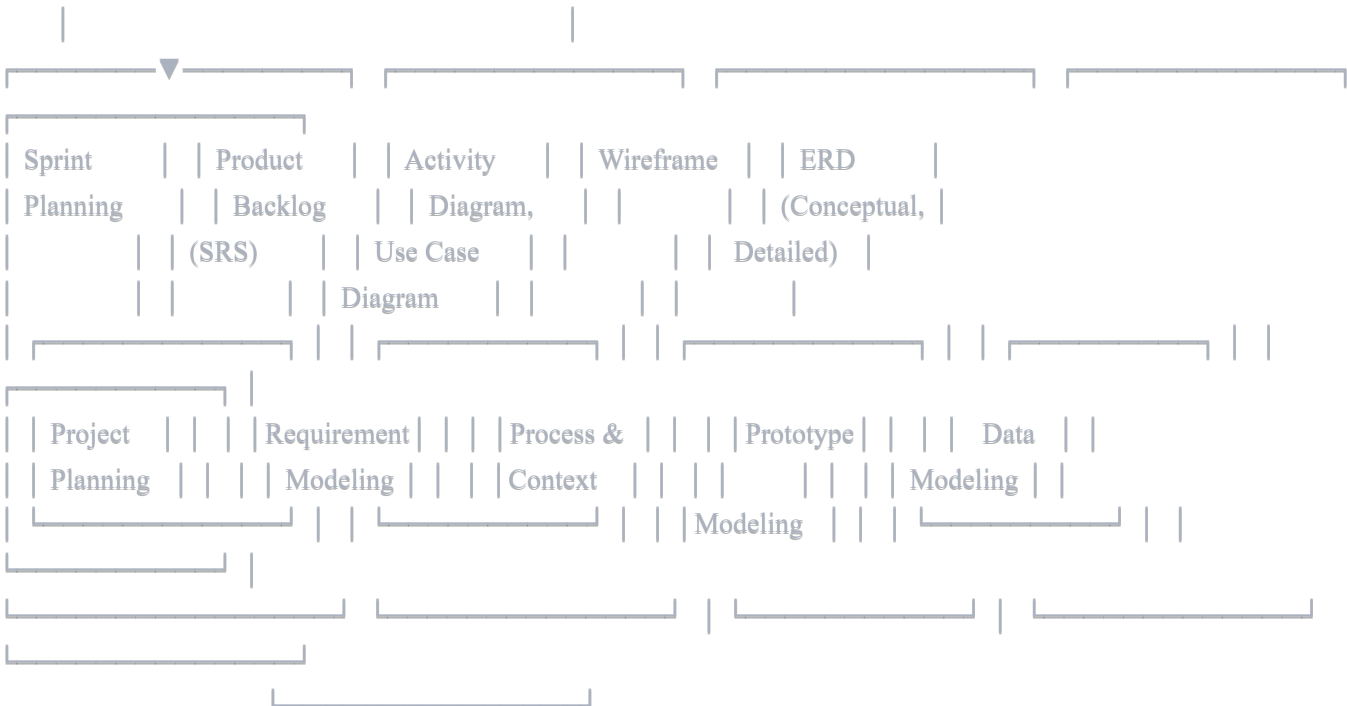 Sprint Product Activity Wireframe ERD
Planning Backlog Diagram, (Conceptual,
(SRS) Use Case Detailed)
Diagram
Project Requirement Process & Prototype Data
Planning Modeling Context Modeling
Modeling